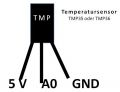 TMP
Temperatursensor
TMP35 oder TMP36
5 V A0 GND